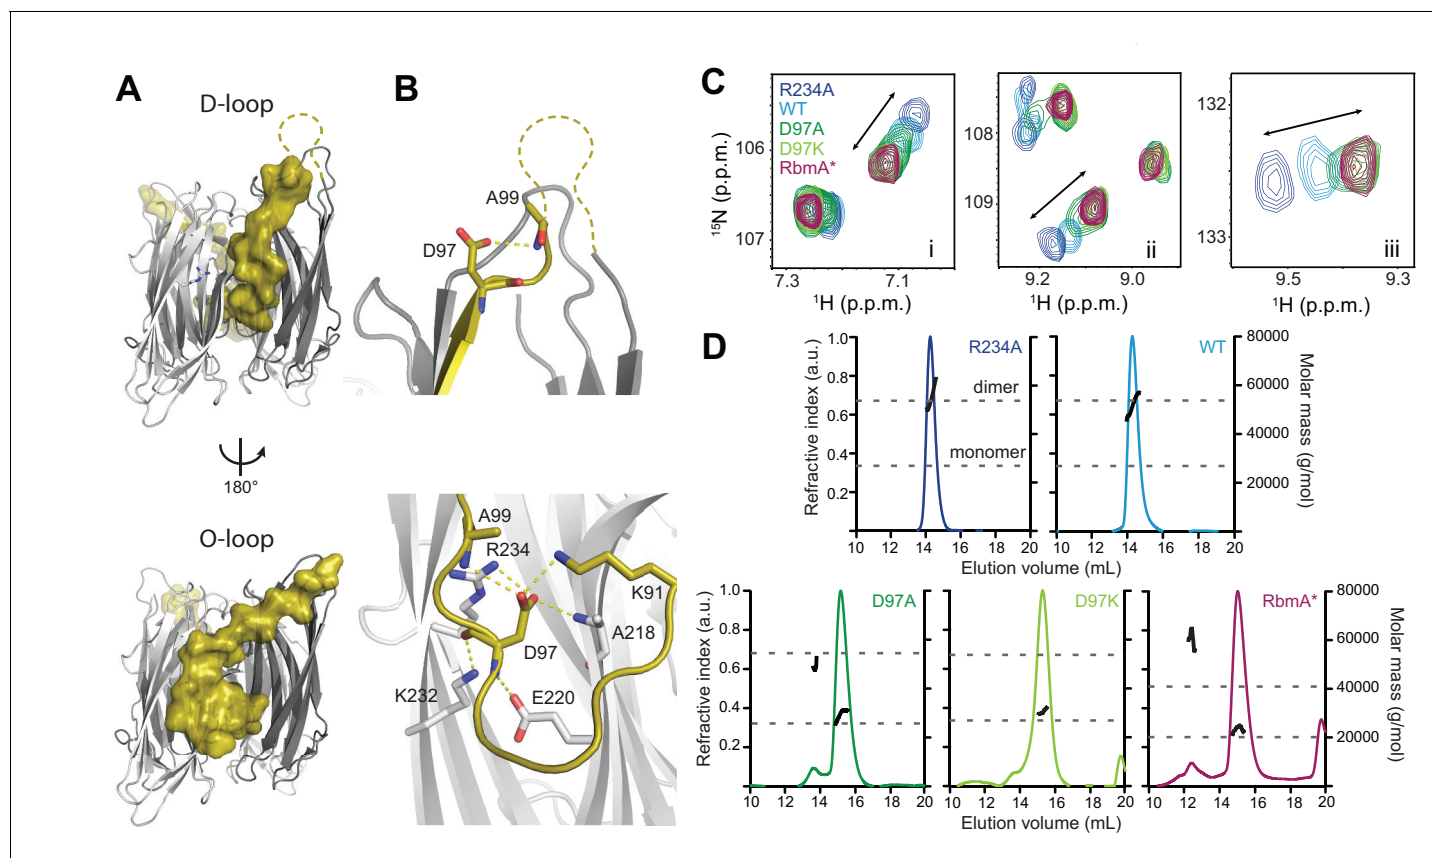 A
D-loop
180°
O-loop
B
A99
D97
A99
R234
K91
A218
D97
K232
E220
C
R234A
WT
D97A
D97K
RbmA*
¹⁵N (p.p.m.)
106
107
7.3
7.1
¹H (p.p.m.)
i
108
109
9.2
9.0
¹H (p.p.m.)
ii
132
133
9.5
9.3
¹H (p.p.m.)
iii
D
Refractive index (a.u.)
1.0
0.8
0.6
0.4
0.2
R234A
dimer
monomer
10 12 14 16 18 20
WT
10 12 14 16 18 20
80000
60000
40000
20000
Molar mass (g/mol)
Elution volume (mL)
Refractive index (a.u.)
1.0
0.8
0.6
0.4
0.2
D97A
10 12 14 16 18 20
D97K
10 12 14 16 18 20
RbmA*
10 12 14 16 18 20
80000
60000
40000
20000
Molar mass (g/mol)
Elution volume (mL)